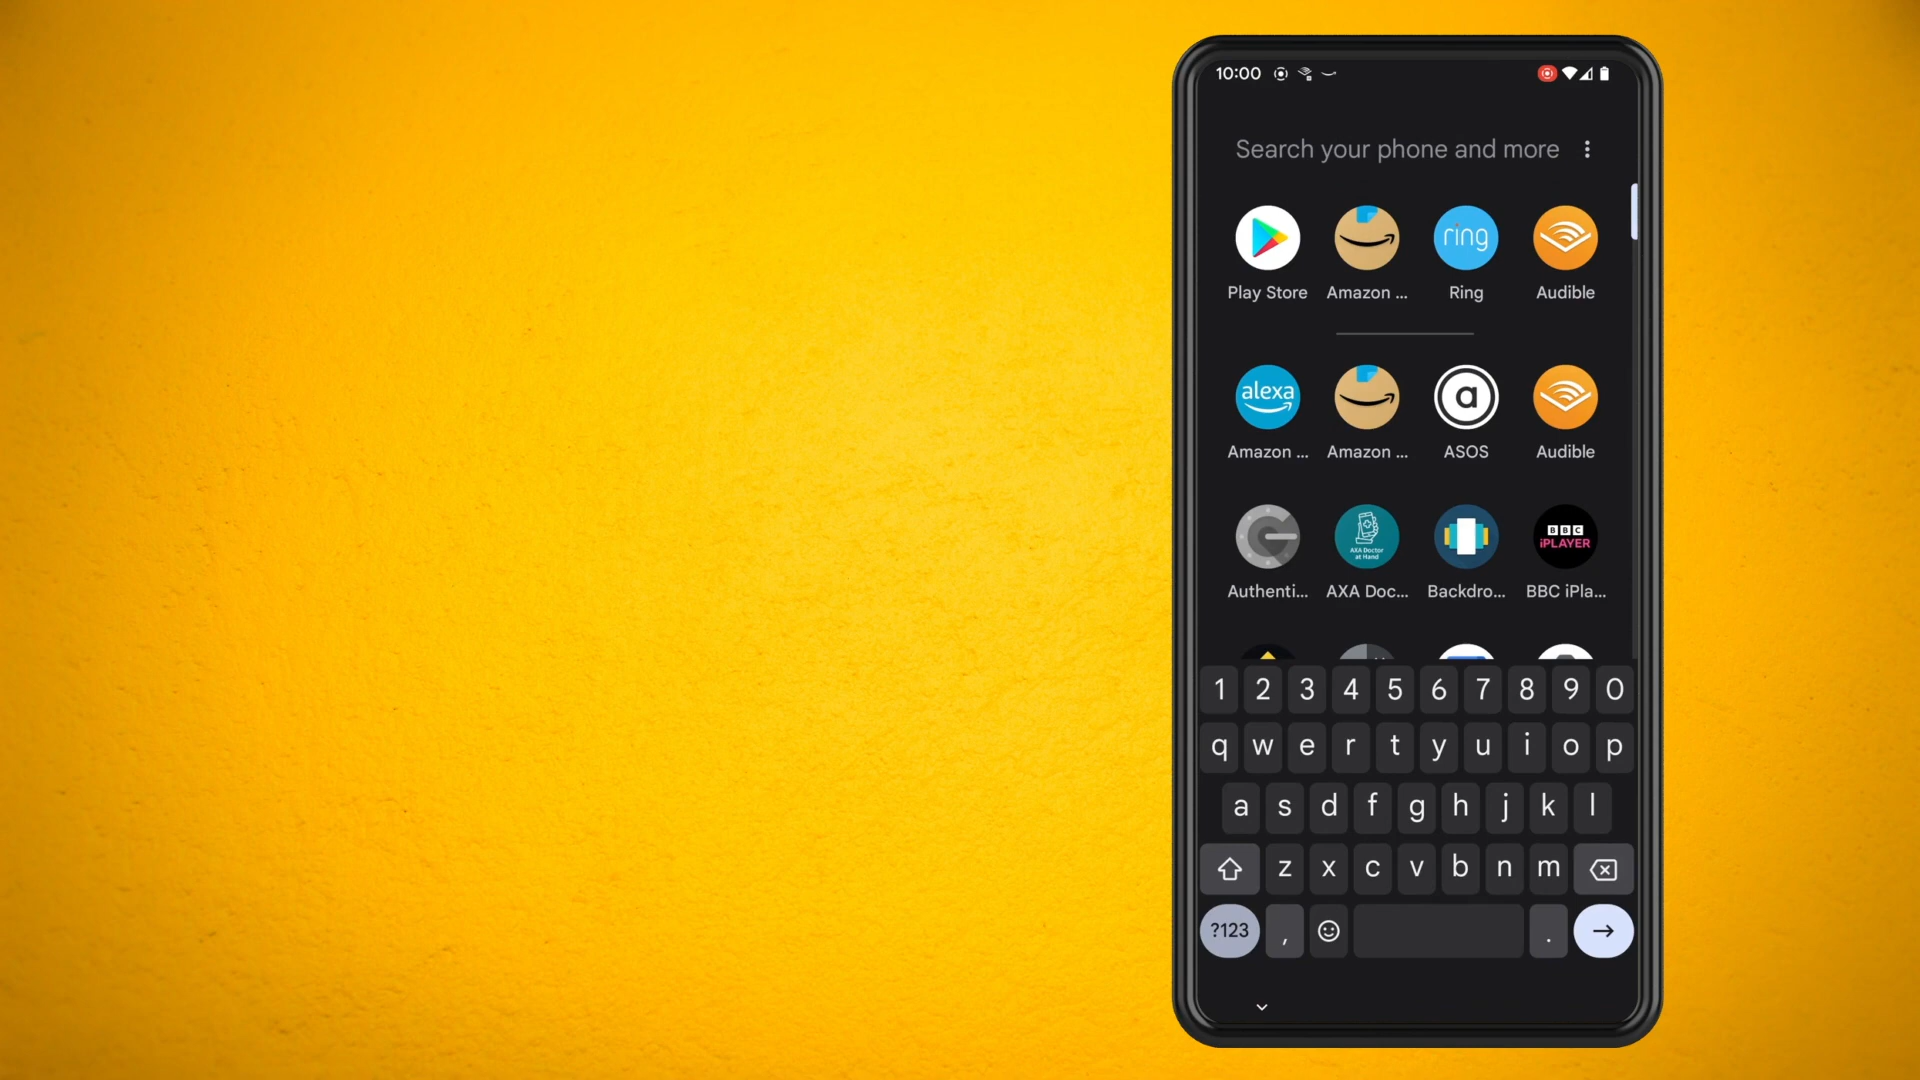 10:00
Search your phone and more
ring
Play Store Amazon ... Ring Audible
alexa a
Amazon ... Amazon ... ASOS Audible
AXA Doctor
at Hand
BBC
iPLAYER
Authenti... AXA Doc... Backdro... BBC iPla...
1 2 3 4 5 6 7 8 9 0
q w e r t y u i o p
a s d f g h j k l
z x c v b n m
?123 , .